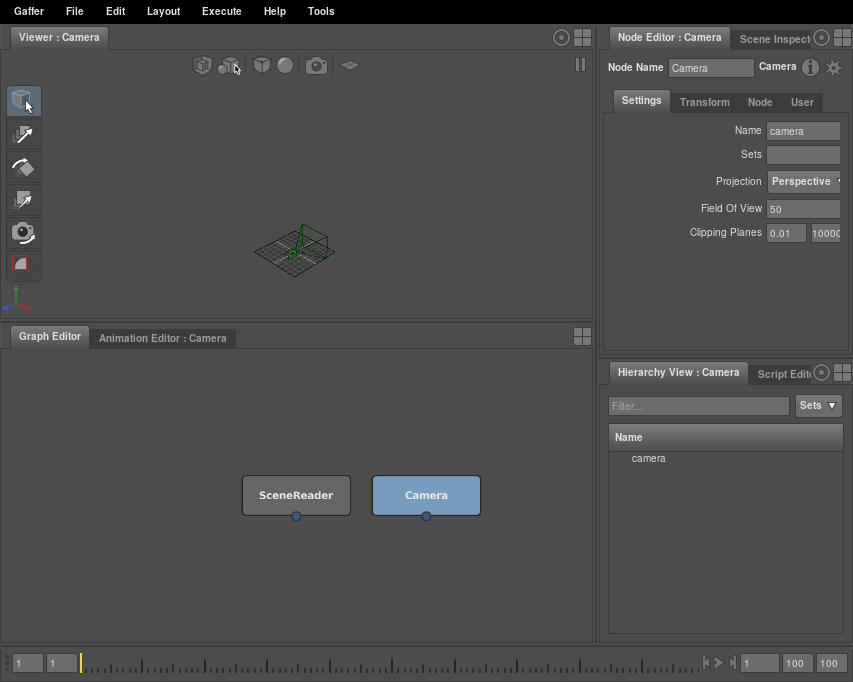 Gaffer File Edit Layout Execute Help Tools
Viewer : Camera
Node Editor : Camera Scene Inspect
Node Name Camera Camera
Settings Transform Node User
Name camera
Sets
Projection Perspective
Field Of View 50
Clipping Planes 0.01 10000
Graph Editor Animation Editor : Camera
SceneReader Camera
Hierarchy View : Camera Script Edit
Filter... Sets ▼
Name
camera
1 1 1 100 100